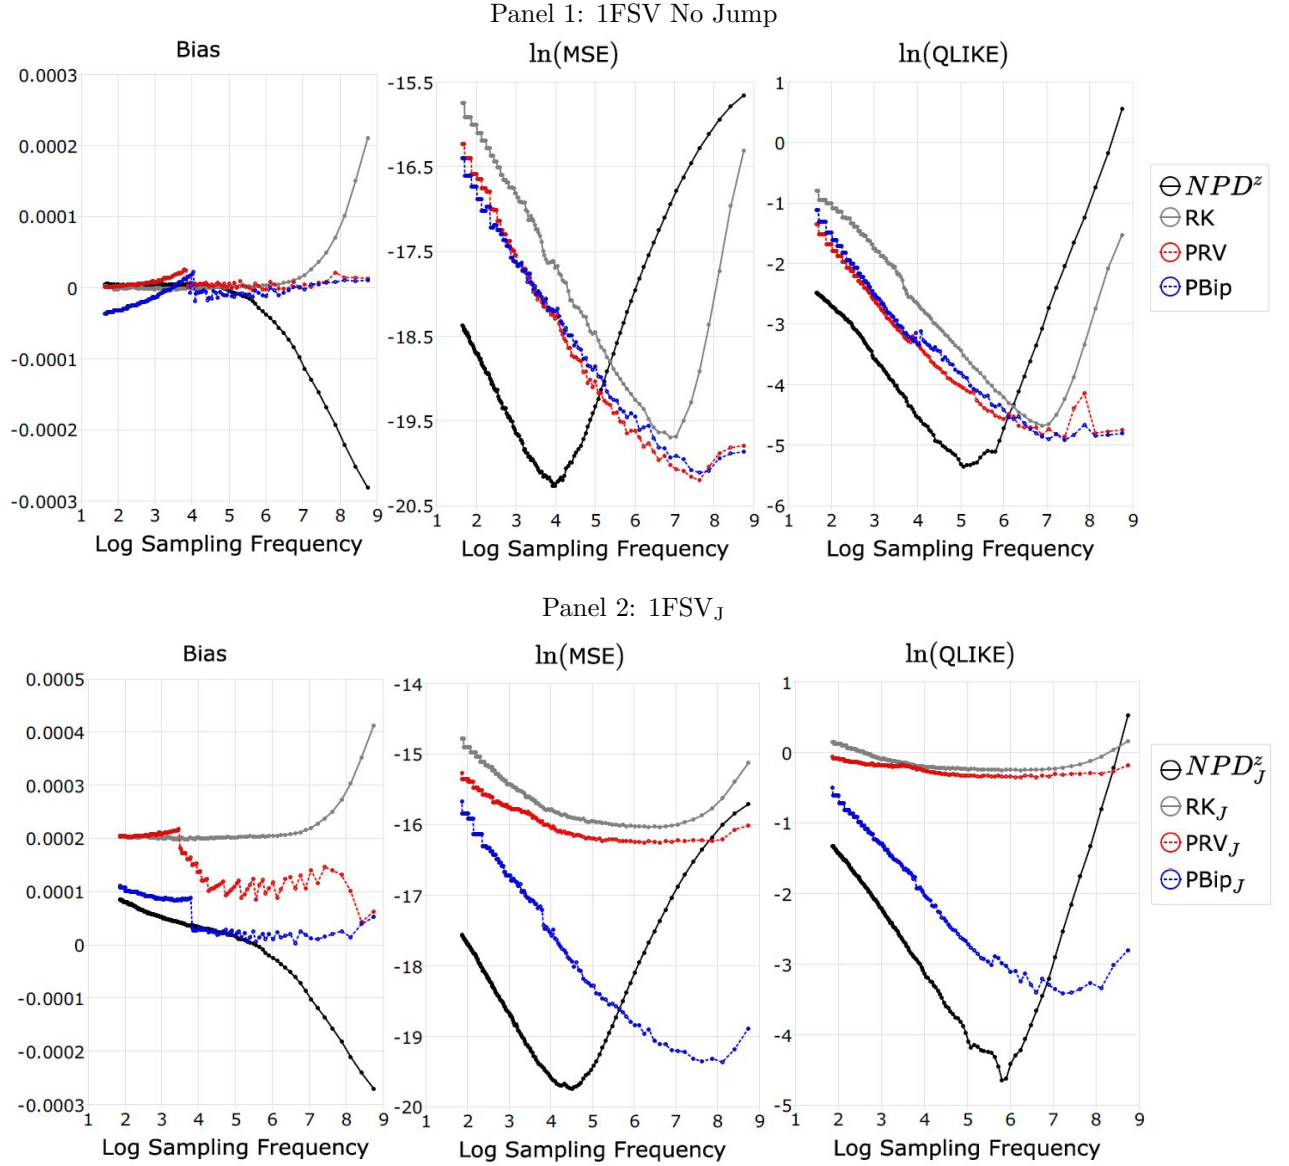 Panel 1: 1FSV No Jump
Bias
ln(MSE)
ln(QLIKE)
0.0003
0.0002
0.0001
0
-0.0001
-0.0002
-0.0003
1 2 3 4 5 6 7 8 9
Log Sampling Frequency
-15.5
-16.5
-17.5
-18.5
-19.5
-20.5
1 2 3 4 5 6 7 8 9
Log Sampling Frequency
1
0
-1
-2
-3
-4
-5
-6
1 2 3 4 5 6 7 8 9
Log Sampling Frequency
NPD^z
RK
PRV
PBip
Panel 2: 1FSV_J
Bias
ln(MSE)
ln(QLIKE)
0.0005
0.0004
0.0003
0.0002
0.0001
0
-0.0001
-0.0002
-0.0003
1 2 3 4 5 6 7 8 9
Log Sampling Frequency
-14
-15
-16
-17
-18
-19
-20
1 2 3 4 5 6 7 8 9
Log Sampling Frequency
1
0
-1
-2
-3
-4
-5
1 2 3 4 5 6 7 8 9
Log Sampling Frequency
NPD_J^z
RK_J
PRV_J
PBip_J